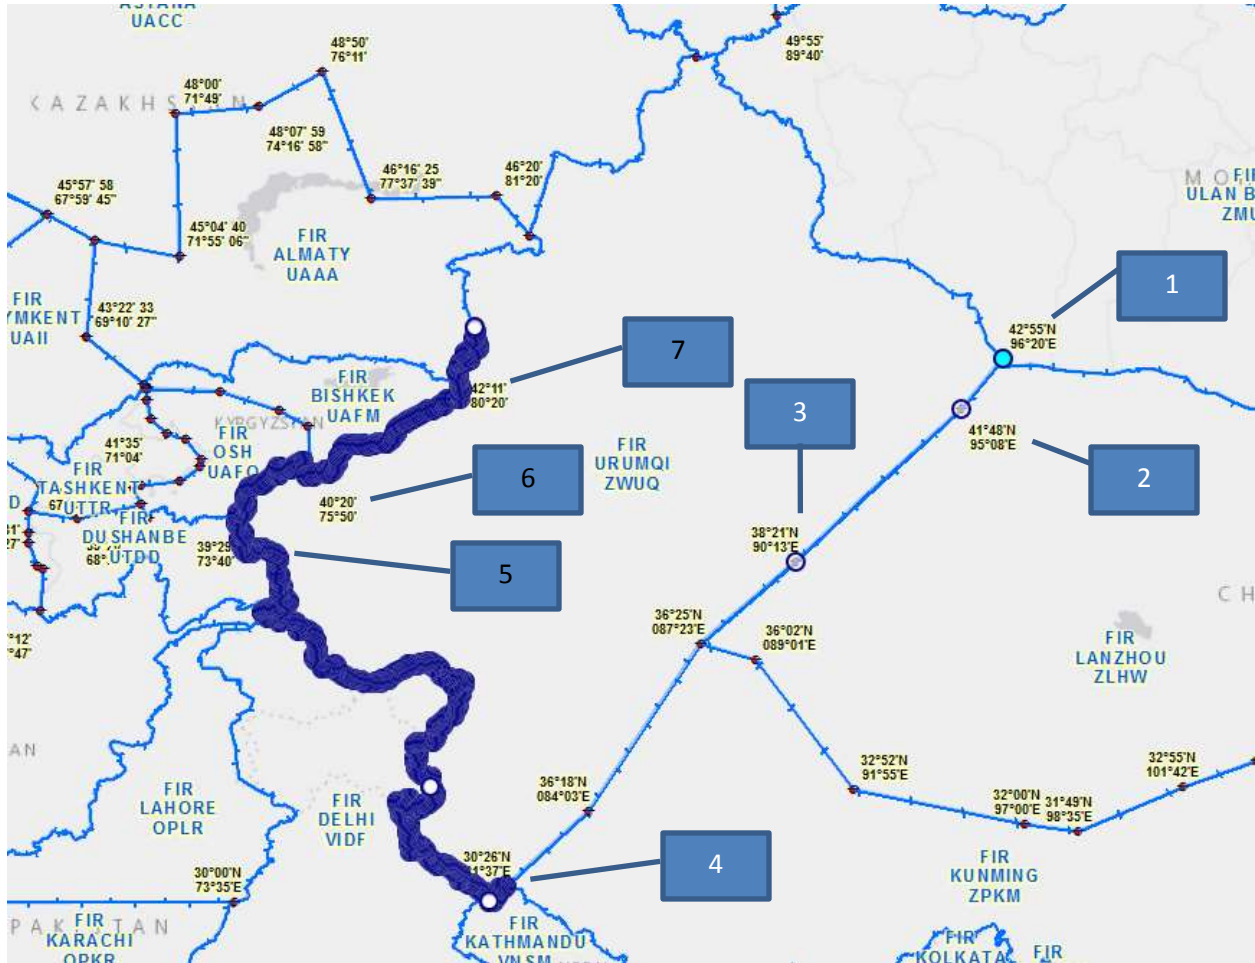 ASTANA
UACC
48°50'
76°11'
49°55'
89°40'
48°00'
71°49'
KAZAKHSTAN
48°07' 59
74°16' 58"
46°16' 25
77°37' 39"
46°20'
81°20'
45°57' 58
67°59' 45"
45°04' 40
71°55' 06"
FIR
ALMATY
UAAA
FIR
ULAN B
ZMU
1
42°55'N
96°20'E
43°22' 33
69°10' 27"
FIR
YMKENT
UAII
7
42°11'
80°20'
FIR
BISHKEK
UAFM
3
41°48'N
95°08'E
2
KYRGYZSTAN
FIR
OSH
UAFO
41°35'
71°04'
FIR
URUMQI
ZWUQ
6
40°20'
75°50'
FIR
TASHKENT
UTTR
FIR
DUSHANBE
UTDD
39°29
73°40'
38°21'N
90°13'E
5
36°25'N
087°23'E
36°02'N
089°01'E
CH
FIR
LANZHOU
ZLHW
AN
36°18'N
084°03'E
32°52'N
91°55'E
32°55'N
101°42'E
32°00'N
97°00'E
31°49'N
98°35'E
FIR
LAHORE
OPLR
FIR
DELHI
VIDF
30°26'N
1°37'E
4
30°00'N
73°35'E
FIR
KUNMING
ZPKM
PAKISTAN
FIR
KARACHI
OPKR
FIR
KATHMANDU
VNSM
FIR
KOLKATA
FIR